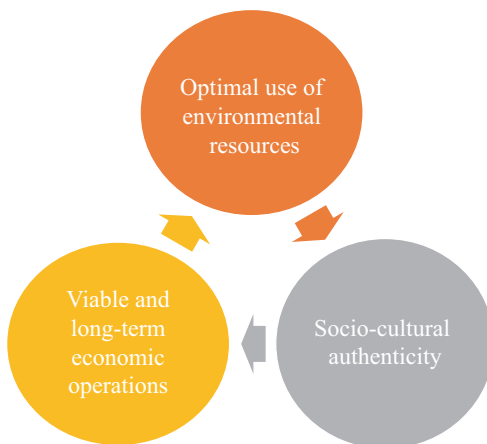 Optimal use of
environmental
resources
Socio-cultural
authenticity
Viable and
long-term
economic
operations